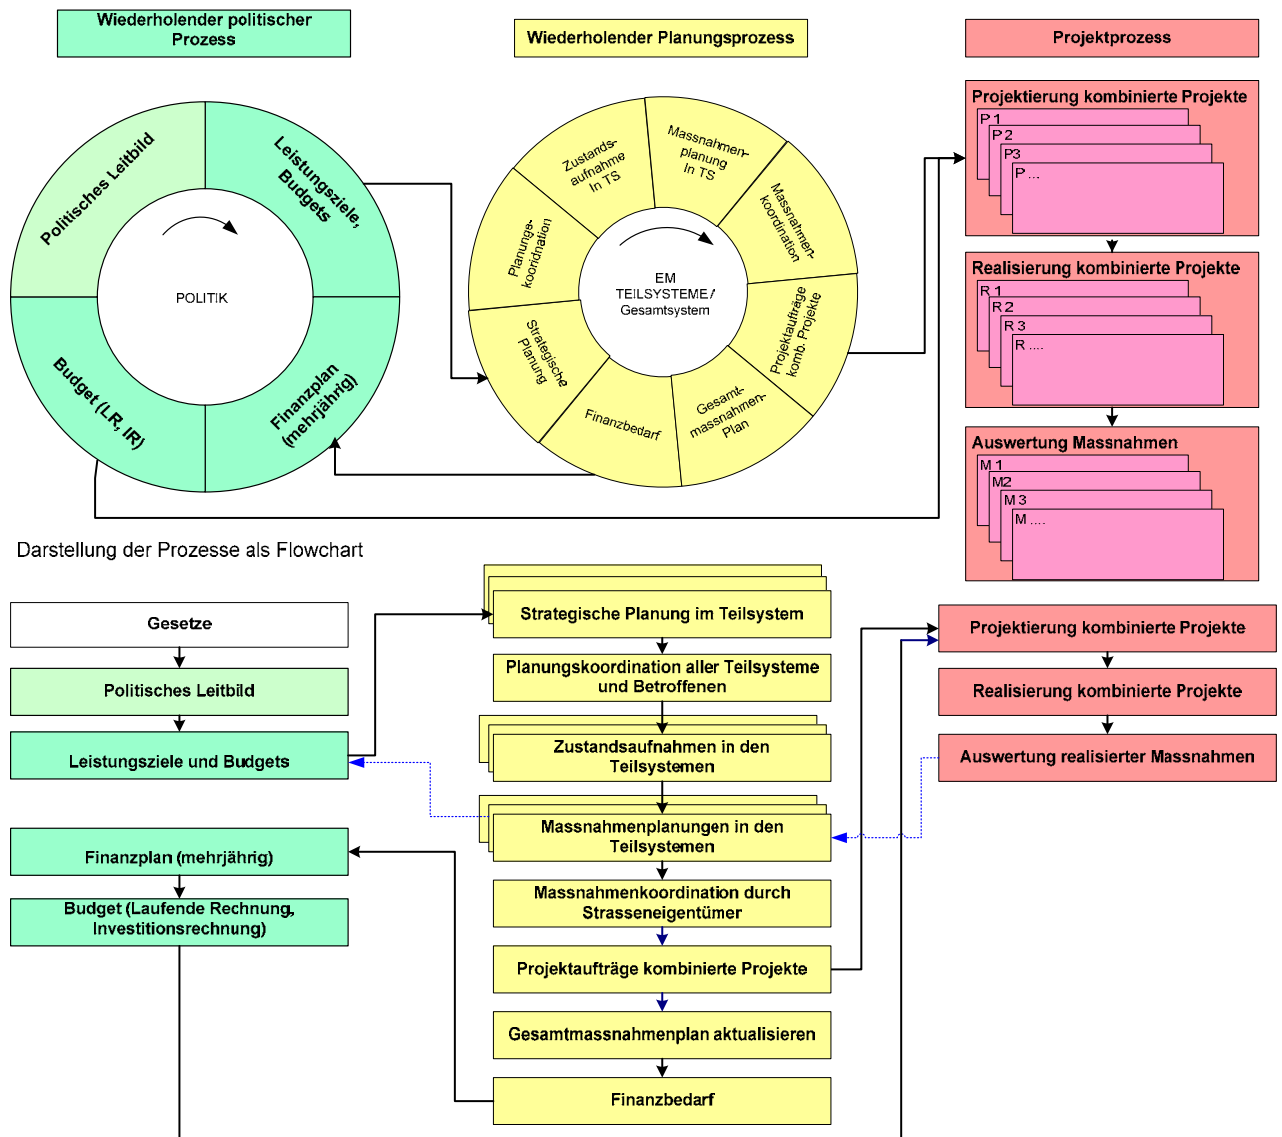 Wiederholender politischer
Prozess
Wiederholender Planungsprozess
Projektprozess
Politisches Leitbild
Leistungsziele,
Budgets
Budget (LR, IR)
Finanzplan
(mehrjährig)
POLITIK
Zustands-
aufnahme
In TS
Massnahmen-
planung
In TS
Massnahmen-
koordination
Projektaufträge
komb. Projekte
Gesamt-
massnahmen-
Plan
Finanzbedarf
Strategische
Planung
Planungs-
kooridnation
EM
TEILSYSTEME /
Gesamtsystem
Projektierung kombinierte Projekte
P 1
P 2
P3
P ...
Realisierung kombinierte Projekte
R 1
R 2
R 3
R ....
Auswertung Massnahmen
M 1
M2
M 3
M ....
Darstellung der Prozesse als Flowchart
Gesetze
Politisches Leitbild
Leistungsziele und Budgets
Finanzplan (mehrjährig)
Budget (Laufende Rechnung,
Investitionsrechnung)
Strategische Planung im Teilsystem
Planungskoordination aller Teilsysteme
und Betroffenen
Zustandsaufnahmen in den
Teilsystemen
Massnahmenplanungen in den
Teilsystemen
Massnahmenkoordination durch
Strasseneigentümer
Projektaufträge kombinierte Projekte
Gesamtmassnahmenplan aktualisieren
Finanzbedarf
Projektierung kombinierte Projekte
Realisierung kombinierte Projekte
Auswertung realisierter Massnahmen